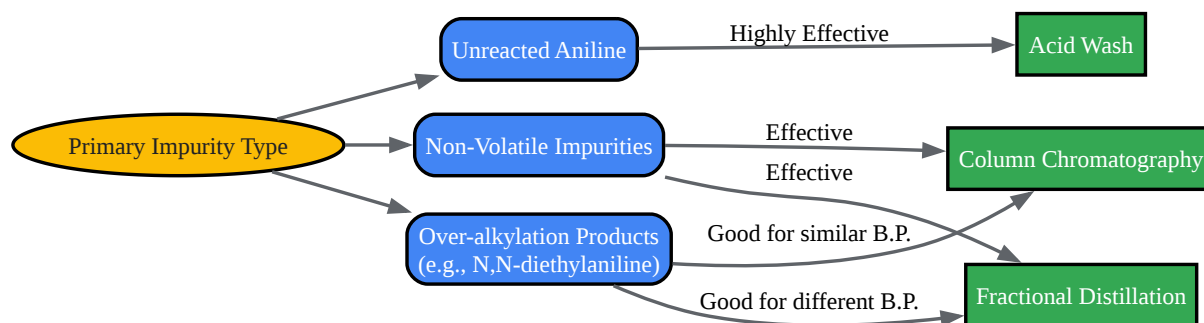 Unreacted Aniline
Highly Effective
Acid Wash
Primary Impurity Type
Non-Volatile Impurities
Effective
Column Chromatography
Effective
Over-alkylation Products
(e.g., N,N-diethylaniline)
Good for similar B.P.
Good for different B.P.
Fractional Distillation